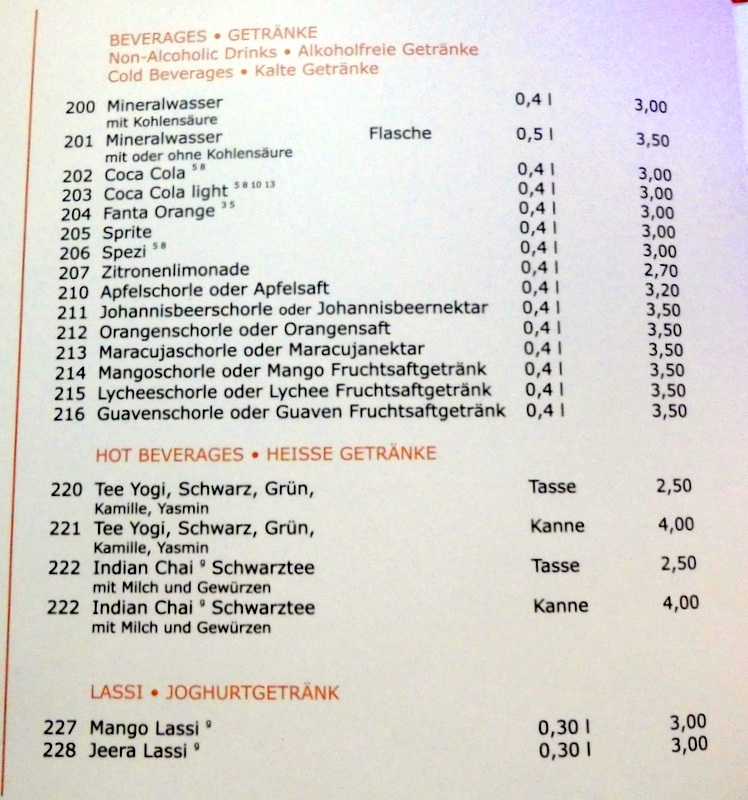 BEVERAGES • GETRÄNKE
Non-Alcoholic Drinks • Alkoholfreie Getränke
Cold Beverages • Kalte Getränke
200 Mineralwasser 0,4 l 3,00
mit Kohlensäure
201 Mineralwasser Flasche 0,5 l 3,50
mit oder ohne Kohlensäure
202 Coca Cola 5 8 0,4 l 3,00
203 Coca Cola light 5 8 10 13 0,4 l 3,00
204 Fanta Orange 3 5 0,4 l 3,00
205 Sprite 0,4 l 3,00
206 Spezi 5 8 0,4 l 3,00
207 Zitronenlimonade 0,4 l 2,70
210 Apfelschorle oder Apfelsaft 0,4 l 3,20
211 Johannisbeerschorle oder Johannisbeernektar 0,4 l 3,50
212 Orangenschorle oder Orangensaft 0,4 l 3,50
213 Maracujaschorle oder Maracujanektar 0,4 l 3,50
214 Mangoschorle oder Mango Fruchtsaftgetränk 0,4 l 3,50
215 Lycheeschorle oder Lychee Fruchtsaftgetränk 0,4 l 3,50
216 Guavenschorle oder Guaven Fruchtsaftgetränk 0,4 l 3,50
HOT BEVERAGES • HEISSE GETRÄNKE
220 Tee Yogi, Schwarz, Grün, Tasse 2,50
Kamille, Yasmin
221 Tee Yogi, Schwarz, Grün, Kanne 4,00
Kamille, Yasmin
222 Indian Chai 9 Schwarztee Tasse 2,50
mit Milch und Gewürzen
222 Indian Chai 9 Schwarztee Kanne 4,00
mit Milch und Gewürzen
LASSI • JOGHURTGETRÄNK
227 Mango Lassi 9 0,30 l 3,00
228 Jeera Lassi 9 0,30 l 3,00